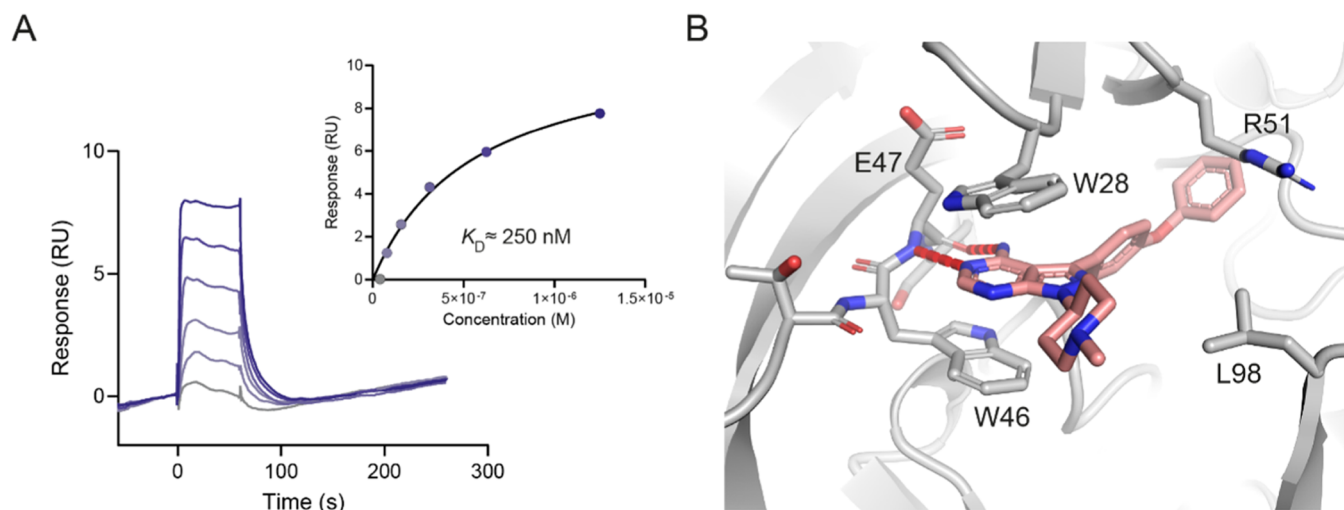 A
B
10
5
0
Response (RU)
0
100
200
300
Time (s)
10
8
6
4
2
0
Response (RU)
K_D ≈ 250 nM
0
5×10⁻⁷
1×10⁻⁶
1.5×10⁻⁵
Concentration (M)
E47
W28
R51
W46
L98